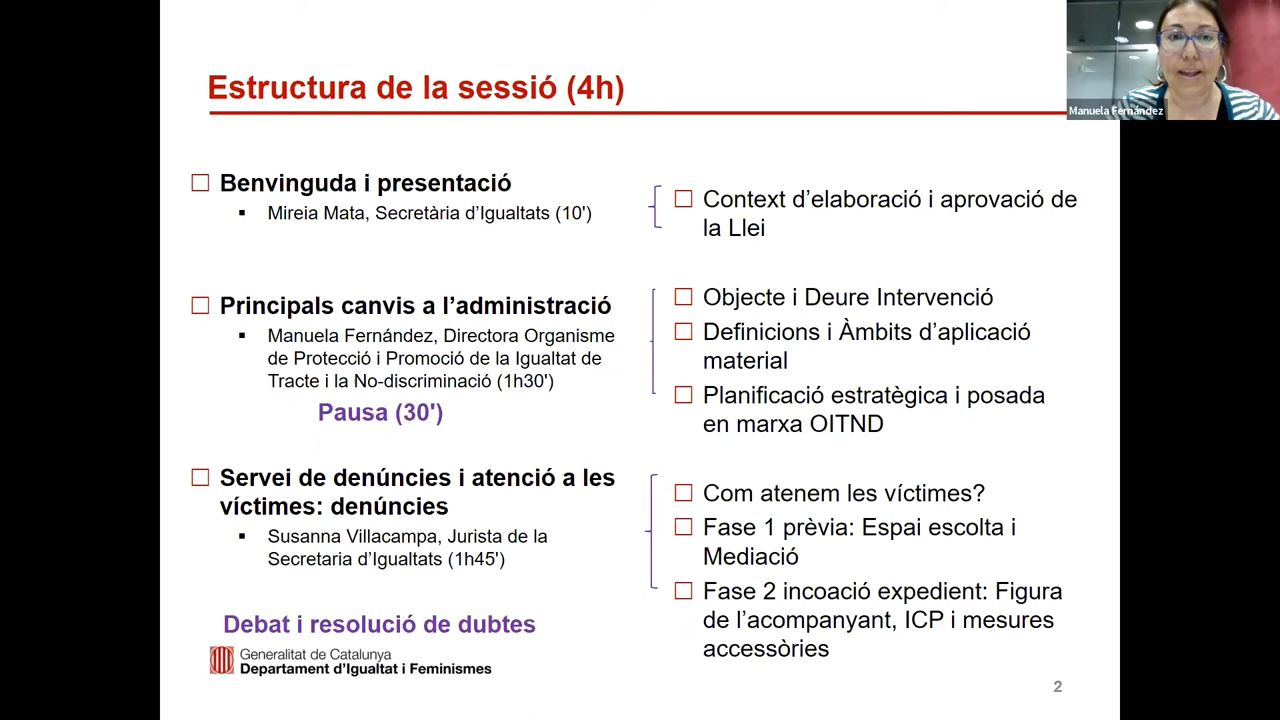 Estructura de la sessió (4h)
Manuela Fernández
Benvinguda i presentació
Mireia Mata, Secretària d'Igualtats (10')
Context d'elaboració i aprovació de
la Llei
Principals canvis a l'administració
Manuela Fernández, Directora Organisme
de Protecció i Promoció de la Igualtat de
Tracte i la No-discriminació (1h30')
Pausa (30')
Objecte i Deure Intervenció
Definicions i Àmbits d'aplicació
material
Planificació estratègica i posada
en marxa OITND
Servei de denúncies i atenció a les
víctimes: denúncies
Susanna Villacampa, Jurista de la
Secretaria d'Igualtats (1h45')
Com atenem les víctimes?
Fase 1 prèvia: Espai escolta i
Mediació
Fase 2 incoació expedient: Figura
de l'acompanyant, ICP i mesures
accessòries
Debat i resolució de dubtes
Generalitat de Catalunya
Departament d'Igualtat i Feminismes
2